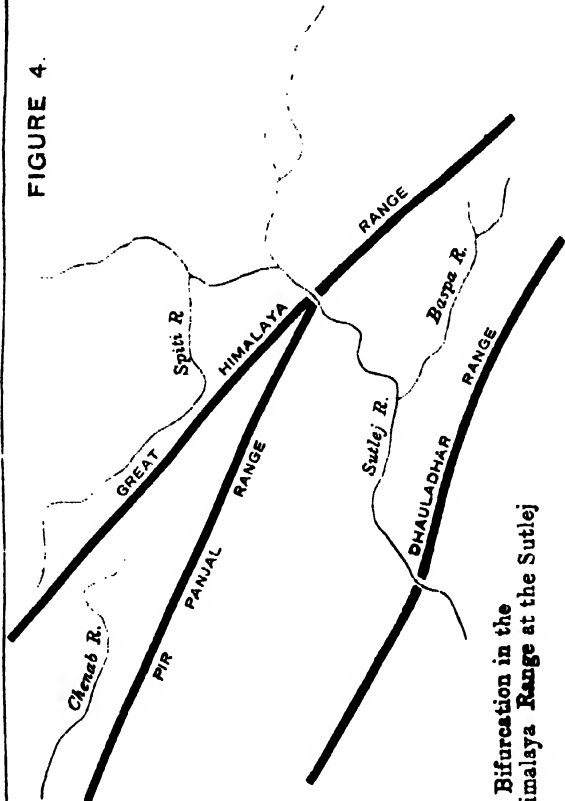 FIGURE 4.
GREAT HIMALAYA RANGE
Spiti R
Chenab R.
PIR PANJAL RANGE
Sutlej R.
Baspa R.
DHAULADHAR RANGE
Bifurcation in the
imalaya Range at the Sutlej